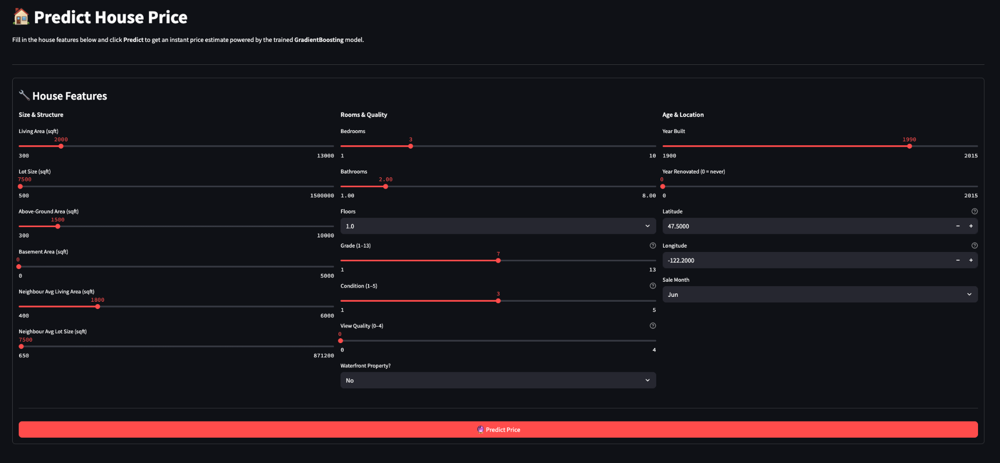 🏠 Predict House Price
Fill in the house features below and click Predict to get an instant price estimate powered by the trained GradientBoosting model.
🔧 House Features
Size & Structure
Living Area (sqft)
2000
300 13000
Lot Size (sqft)
7500
500 1500000
Above-Ground Area (sqft)
1500
300 10000
Basement Area (sqft)
0
0 5000
Neighbour Avg Living Area (sqft)
1800
400 6000
Neighbour Avg Lot Size (sqft)
7500
650 871200
Rooms & Quality
Bedrooms
3
1 10
Bathrooms
2.00
1.00 8.00
Floors
1.0
Grade (1–13)
7
1 13
Condition (1–5)
3
1 5
View Quality (0–4)
0
0 4
Waterfront Property?
No
Age & Location
Year Built
1990
1900 2015
Year Renovated (0 = never)
0
0 2015
Latitude
47.5000
Longitude
-122.2000
Sale Month
Jun
🔮 Predict Price